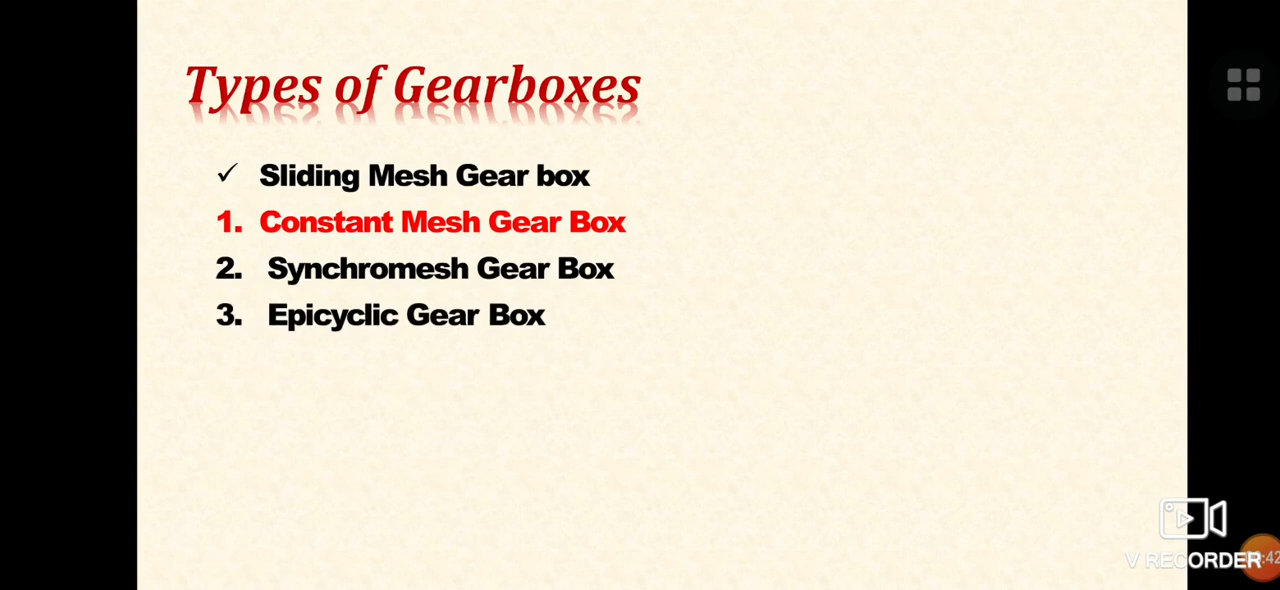 Types of Gearboxes
✓ Sliding Mesh Gear box
1. Constant Mesh Gear Box
2. Synchromesh Gear Box
3. Epicyclic Gear Box
V RECORDER
:42